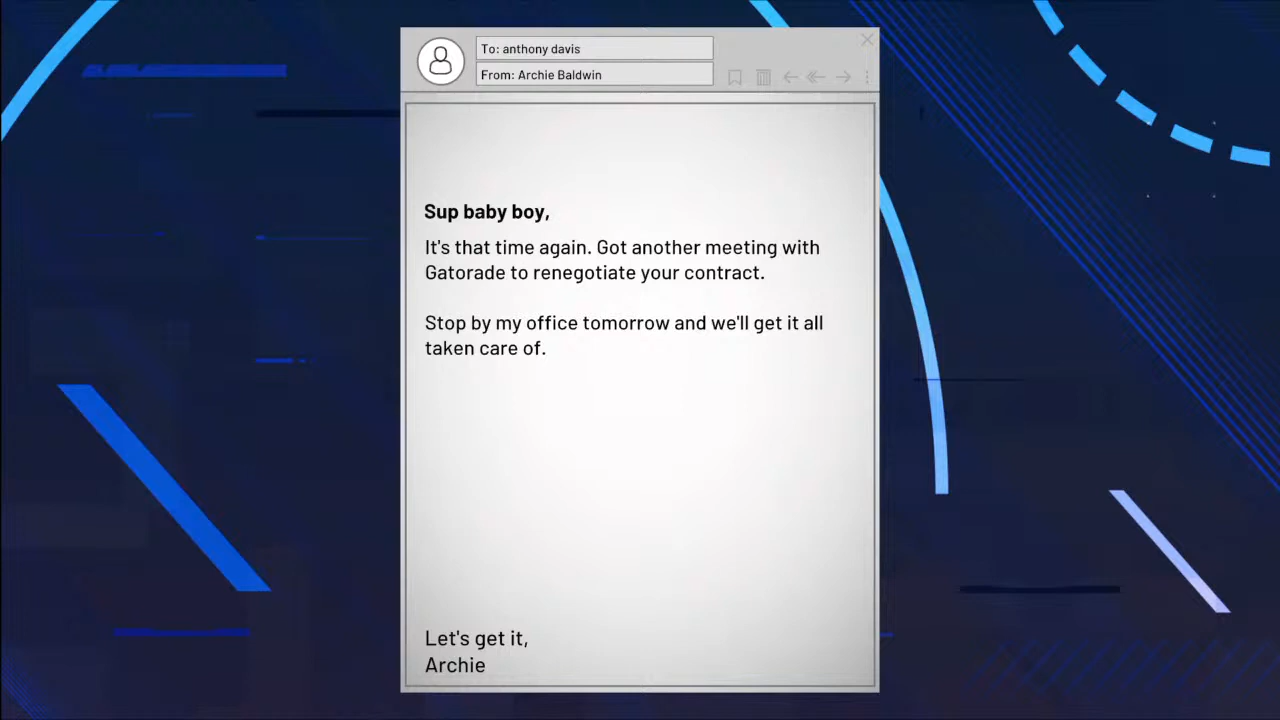 To: anthony davis
From: Archie Baldwin
Sup baby boy,
It's that time again. Got another meeting with
Gatorade to renegotiate your contract.
Stop by my office tomorrow and we'll get it all
taken care of.
Let's get it,
Archie